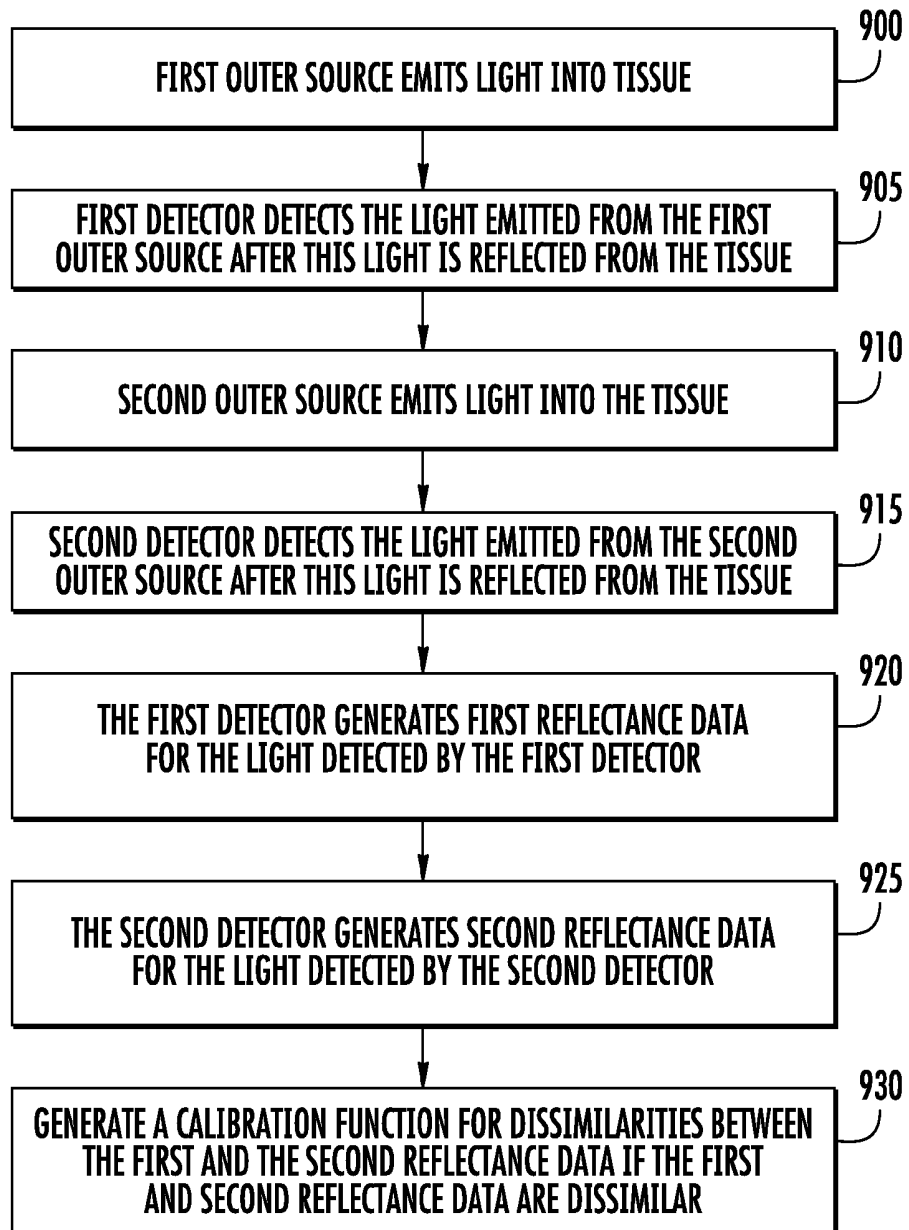 900
FIRST OUTER SOURCE EMITS LIGHT INTO TISSUE
905
FIRST DETECTOR DETECTS THE LIGHT EMITTED FROM THE FIRST
OUTER SOURCE AFTER THIS LIGHT IS REFLECTED FROM THE TISSUE
910
SECOND OUTER SOURCE EMITS LIGHT INTO THE TISSUE
915
SECOND DETECTOR DETECTS THE LIGHT EMITTED FROM THE SECOND
OUTER SOURCE AFTER THIS LIGHT IS REFLECTED FROM THE TISSUE
920
THE FIRST DETECTOR GENERATES FIRST REFLECTANCE DATA
FOR THE LIGHT DETECTED BY THE FIRST DETECTOR
925
THE SECOND DETECTOR GENERATES SECOND REFLECTANCE DATA
FOR THE LIGHT DETECTED BY THE SECOND DETECTOR
930
GENERATE A CALIBRATION FUNCTION FOR DISSIMILARITIES BETWEEN
THE FIRST AND THE SECOND REFLECTANCE DATA IF THE FIRST
AND SECOND REFLECTANCE DATA ARE DISSIMILAR